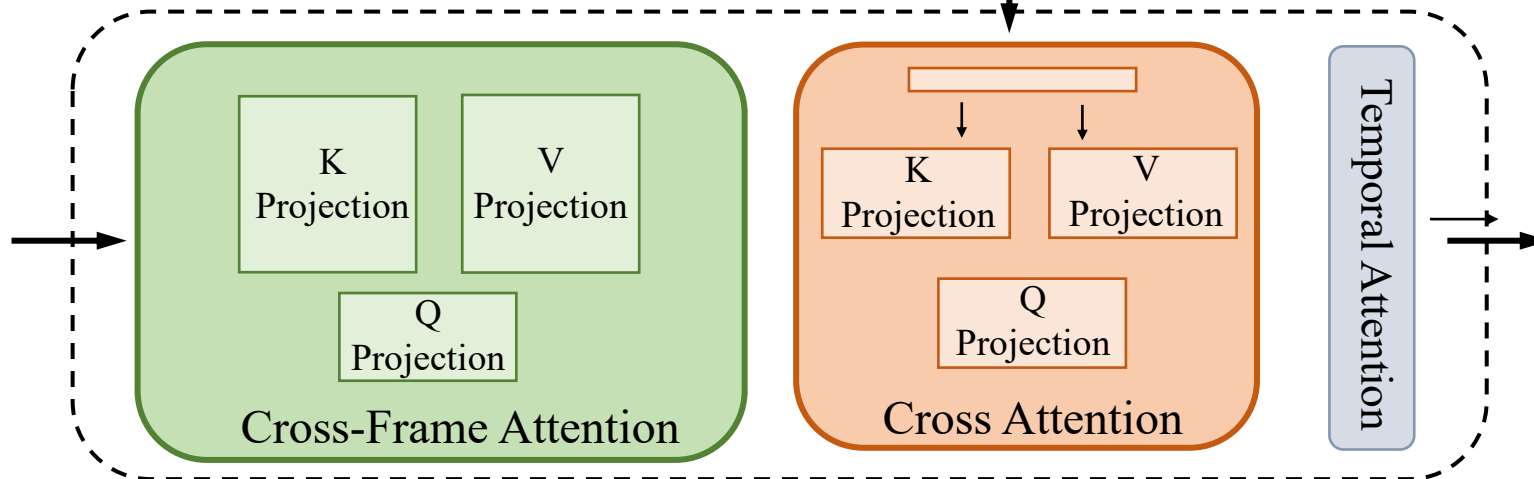 K
Projection
V
Projection
Q
Projection
Cross-Frame Attention
K
Projection
V
Projection
Q
Projection
Cross Attention
Temporal Attention